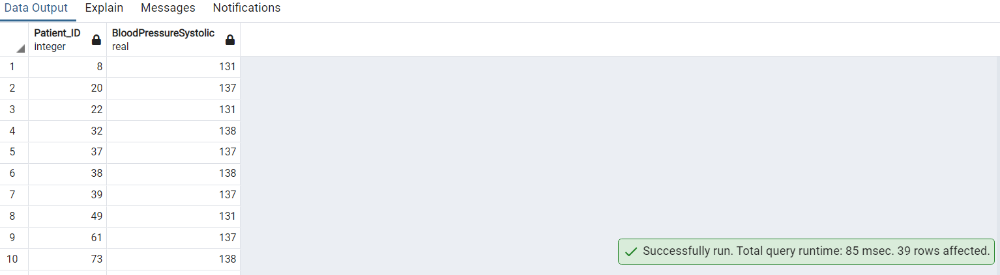 Data Output Explain Messages Notifications
Patient_ID BloodPressureSystolic
integer real
1 8 131
2 20 137
3 22 131
4 32 138
5 37 137
6 38 138
7 39 137
8 49 131
9 61 137
Successfully run. Total query runtime: 85 msec. 39 rows affected.
10 73 138